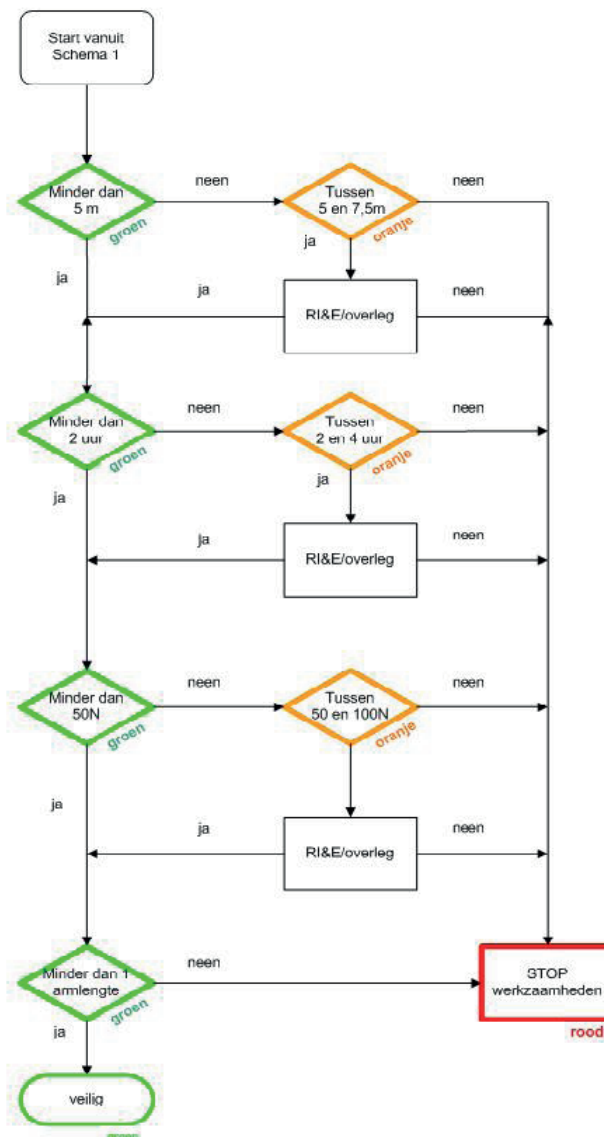 Start vanuit
Schema 1
Minder dan
5 m
groen
neen
Tussen
5 en 7,5m
oranje
neen
ja
ja
ja
RI&E/overleg
neen
Minder dan
2 uur
groen
neen
Tussen
2 en 4 uur
oranje
neen
ja
ja
ja
RI&E/overleg
neen
Minder dan
50N
groen
neen
Tussen
50 en 100N
oranje
neen
ja
ja
RI&E/overleg
neen
Minder dan 1
armlengte
groen
neen
STOP
werkzaamheden
rood
ja
veilig